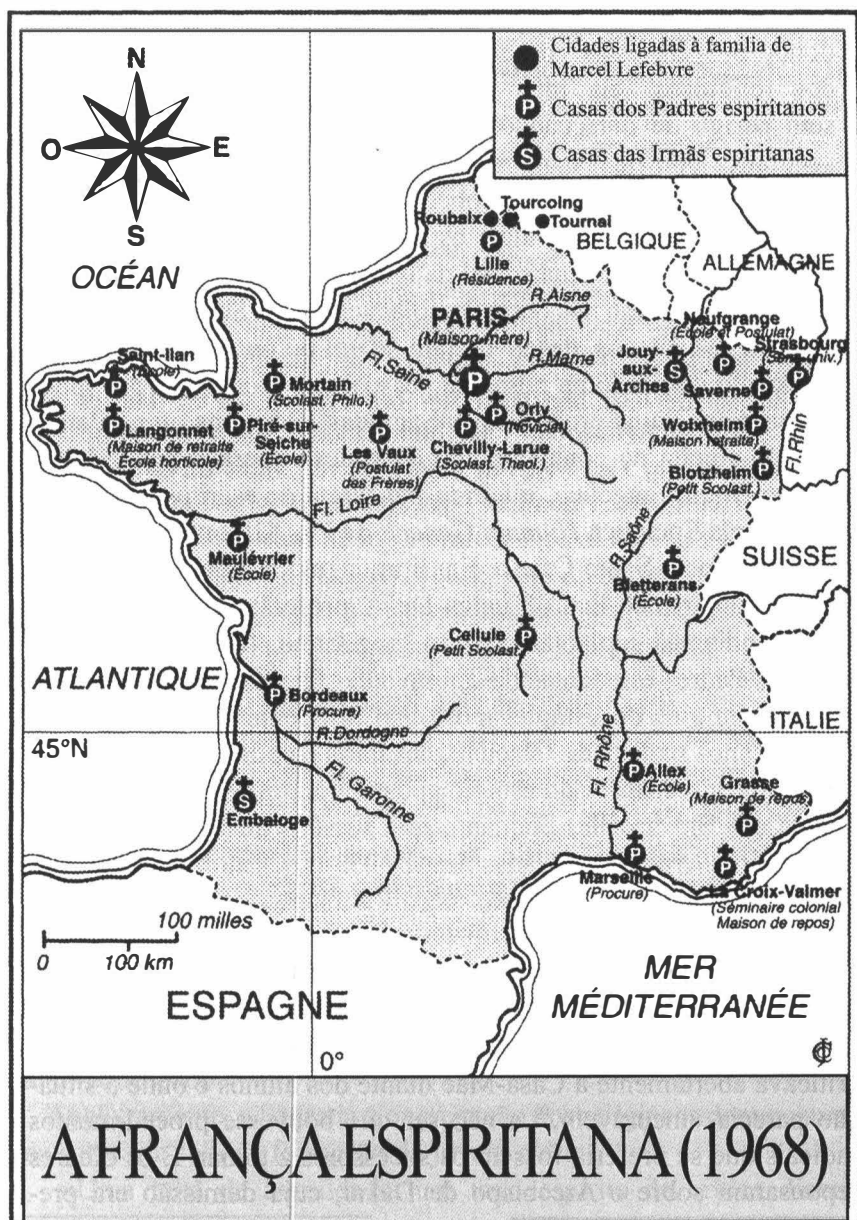 Cidades ligadas à familia de
Marcel Lefebvre
P Casas dos Padres espiritanos
S Casas das Irmãs espiritanas
N
O E
S
OCÉAN
Roubaix
Tourcoing
Tournai
BELGIQUE
P
Lille
(Résidence)
ALLEMAGNE
R.Aisne
PARIS
(Maison mère)
P
Fl.Seine
R.Marne
Neufgrange
(École et Postulat)
P
Strasbourg
(Sém. univ.)
P
Jouy-
sux-
Arches
S
Saverne
P
Saint-Ilan
(École)
P
P
Mortain
(Scolast. Philo.)
P
Orly
(Noviciat)
Woixheim
(Maison retraite)
P
Fl.Rhin
P
Langonnet
(Maison de retraite
École horticole)
P
Piré-sur-
Seiche
(École)
P
Les Vaux
(Postulat
des Frères)
P
Chevilly-Larue
(Scolast. Théol.)
Blotzheim
(Petit Scolast.)
P
Fl. Loire
P
Maulévrier
(École)
R.Saône
P
Bletterans
(École)
SUISSE
Cellule
(Petit Scolast.)
P
ATLANTIQUE
P
Bordeaux
(Procure)
R.Dordogne
Fl. Garonne
ITALIE
45°N
Fl. Rhône
P
Allex
(École)
Grasse
(Maison de repos)
P
S
Embaloge
P
Marseille
(Procure)
P
La Croix-Valmer
(Séminaire colonial
Maison de repos)
100 milles
0 100 km
ESPAGNE
MER
MÉDITERRANÉE
0°
A FRANÇA ESPIRITANA (1968)